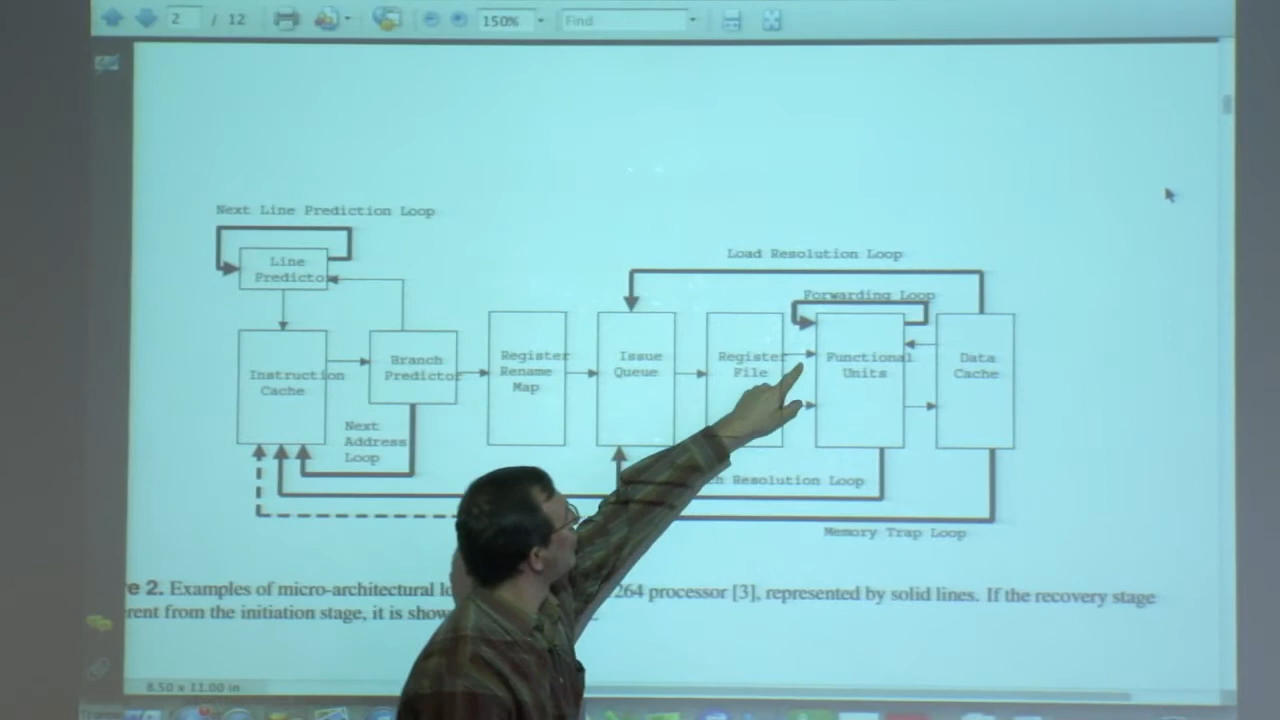 2 / 12
150%
Find
Next Line Prediction Loop
Line
Predictor
Load Resolution Loop
Forwarding Loop
Instruction
Cache
Branch
Predictor
Register
Rename
Map
Issue
Queue
Register
File
Functional
Units
Data
Cache
Next
Address
Loop
Resolution Loop
Memory Trap Loop
e 2. Examples of micro-architectural lo 264 processor [3], represented by solid lines. If the recovery stage
rent from the initiation stage, it is show
8.50 x 11.00 in